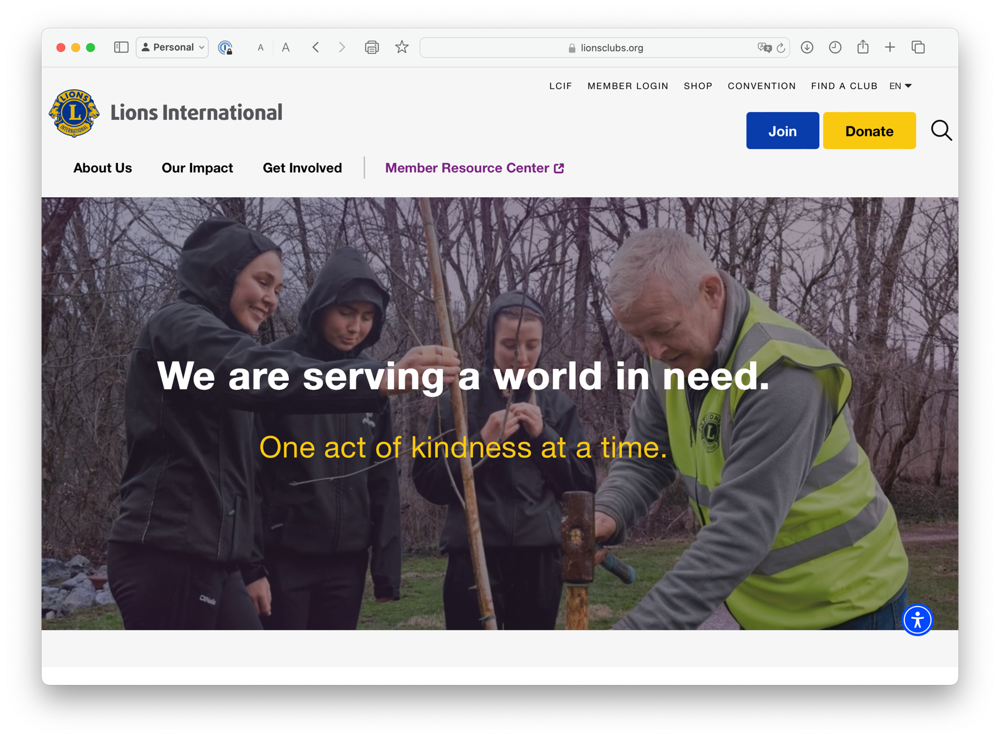 Personal
A A
lionsclubs.org
LCIF MEMBER LOGIN SHOP CONVENTION FIND A CLUB EN
LIONS
L
INTERNATIONAL
Lions International
Join Donate
About Us Our Impact Get Involved Member Resource Center
We are serving a world in need.
One act of kindness at a time.
LIONS
L
O'Neills